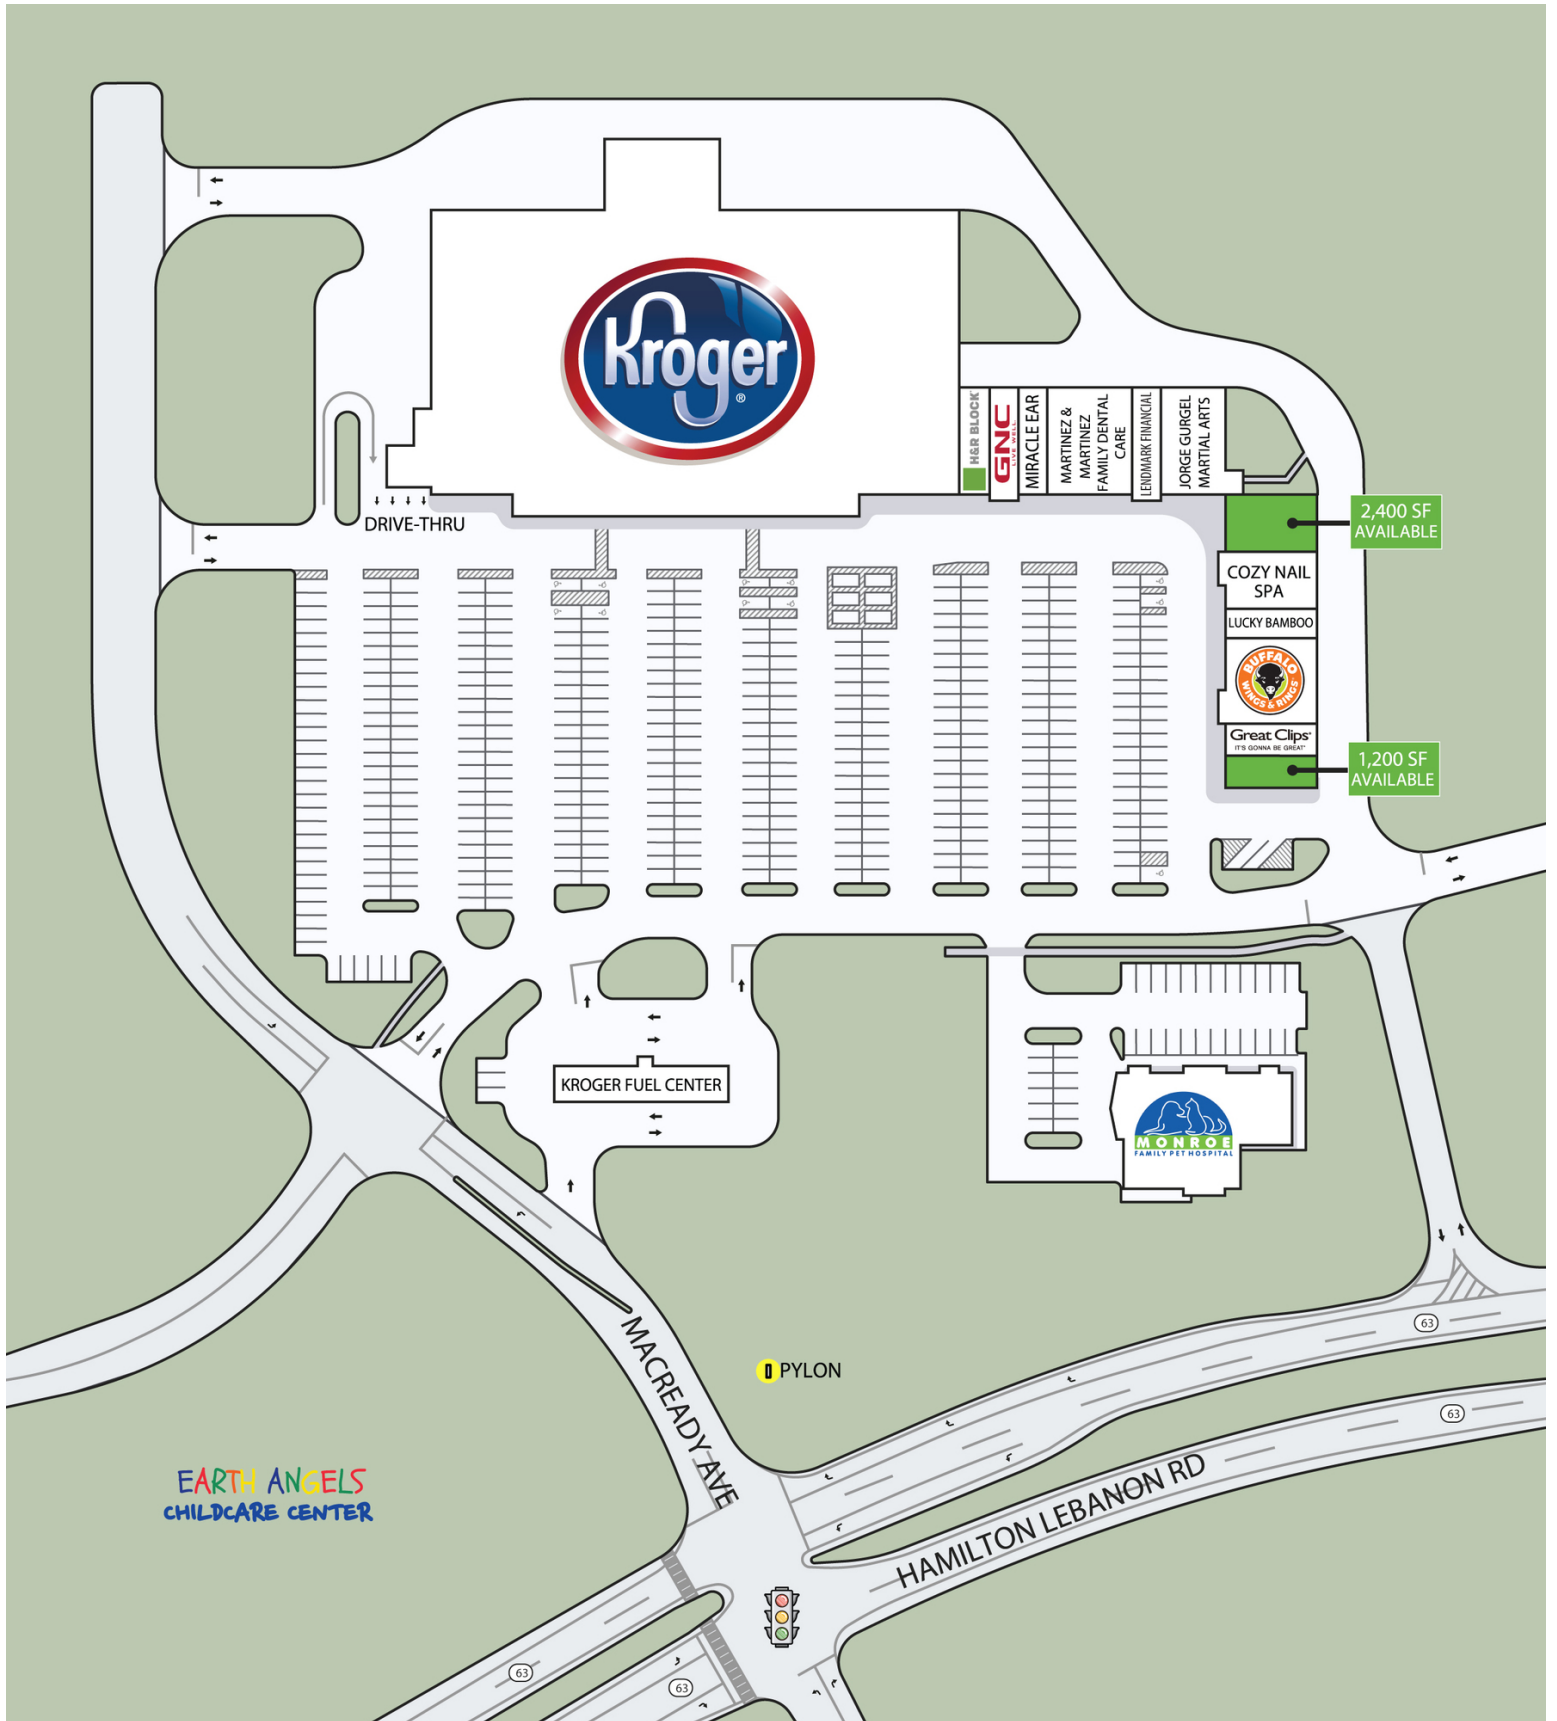 Kroger
®
DRIVE-THRU
H&R BLOCK
GNC
LIVE WELL
MIRACLE EAR
MARTINEZ &
MARTINEZ
FAMILY DENTAL
CARE
LENDMARK FINANCIAL
JORGE GURGEL
MARTIAL ARTS
2,400 SF
AVAILABLE
COZY NAIL
SPA
LUCKY BAMBOO
BUFFALO
WINGS & RINGS
Great Clips
IT'S GONNA BE GREAT
1,200 SF
AVAILABLE
KROGER FUEL CENTER
MONROE
FAMILY PET HOSPITAL
63
PYLON
MACREADY AVE
63
EARTH ANGELS
CHILDCARE CENTER
HAMILTON LEBANON RD
63
63